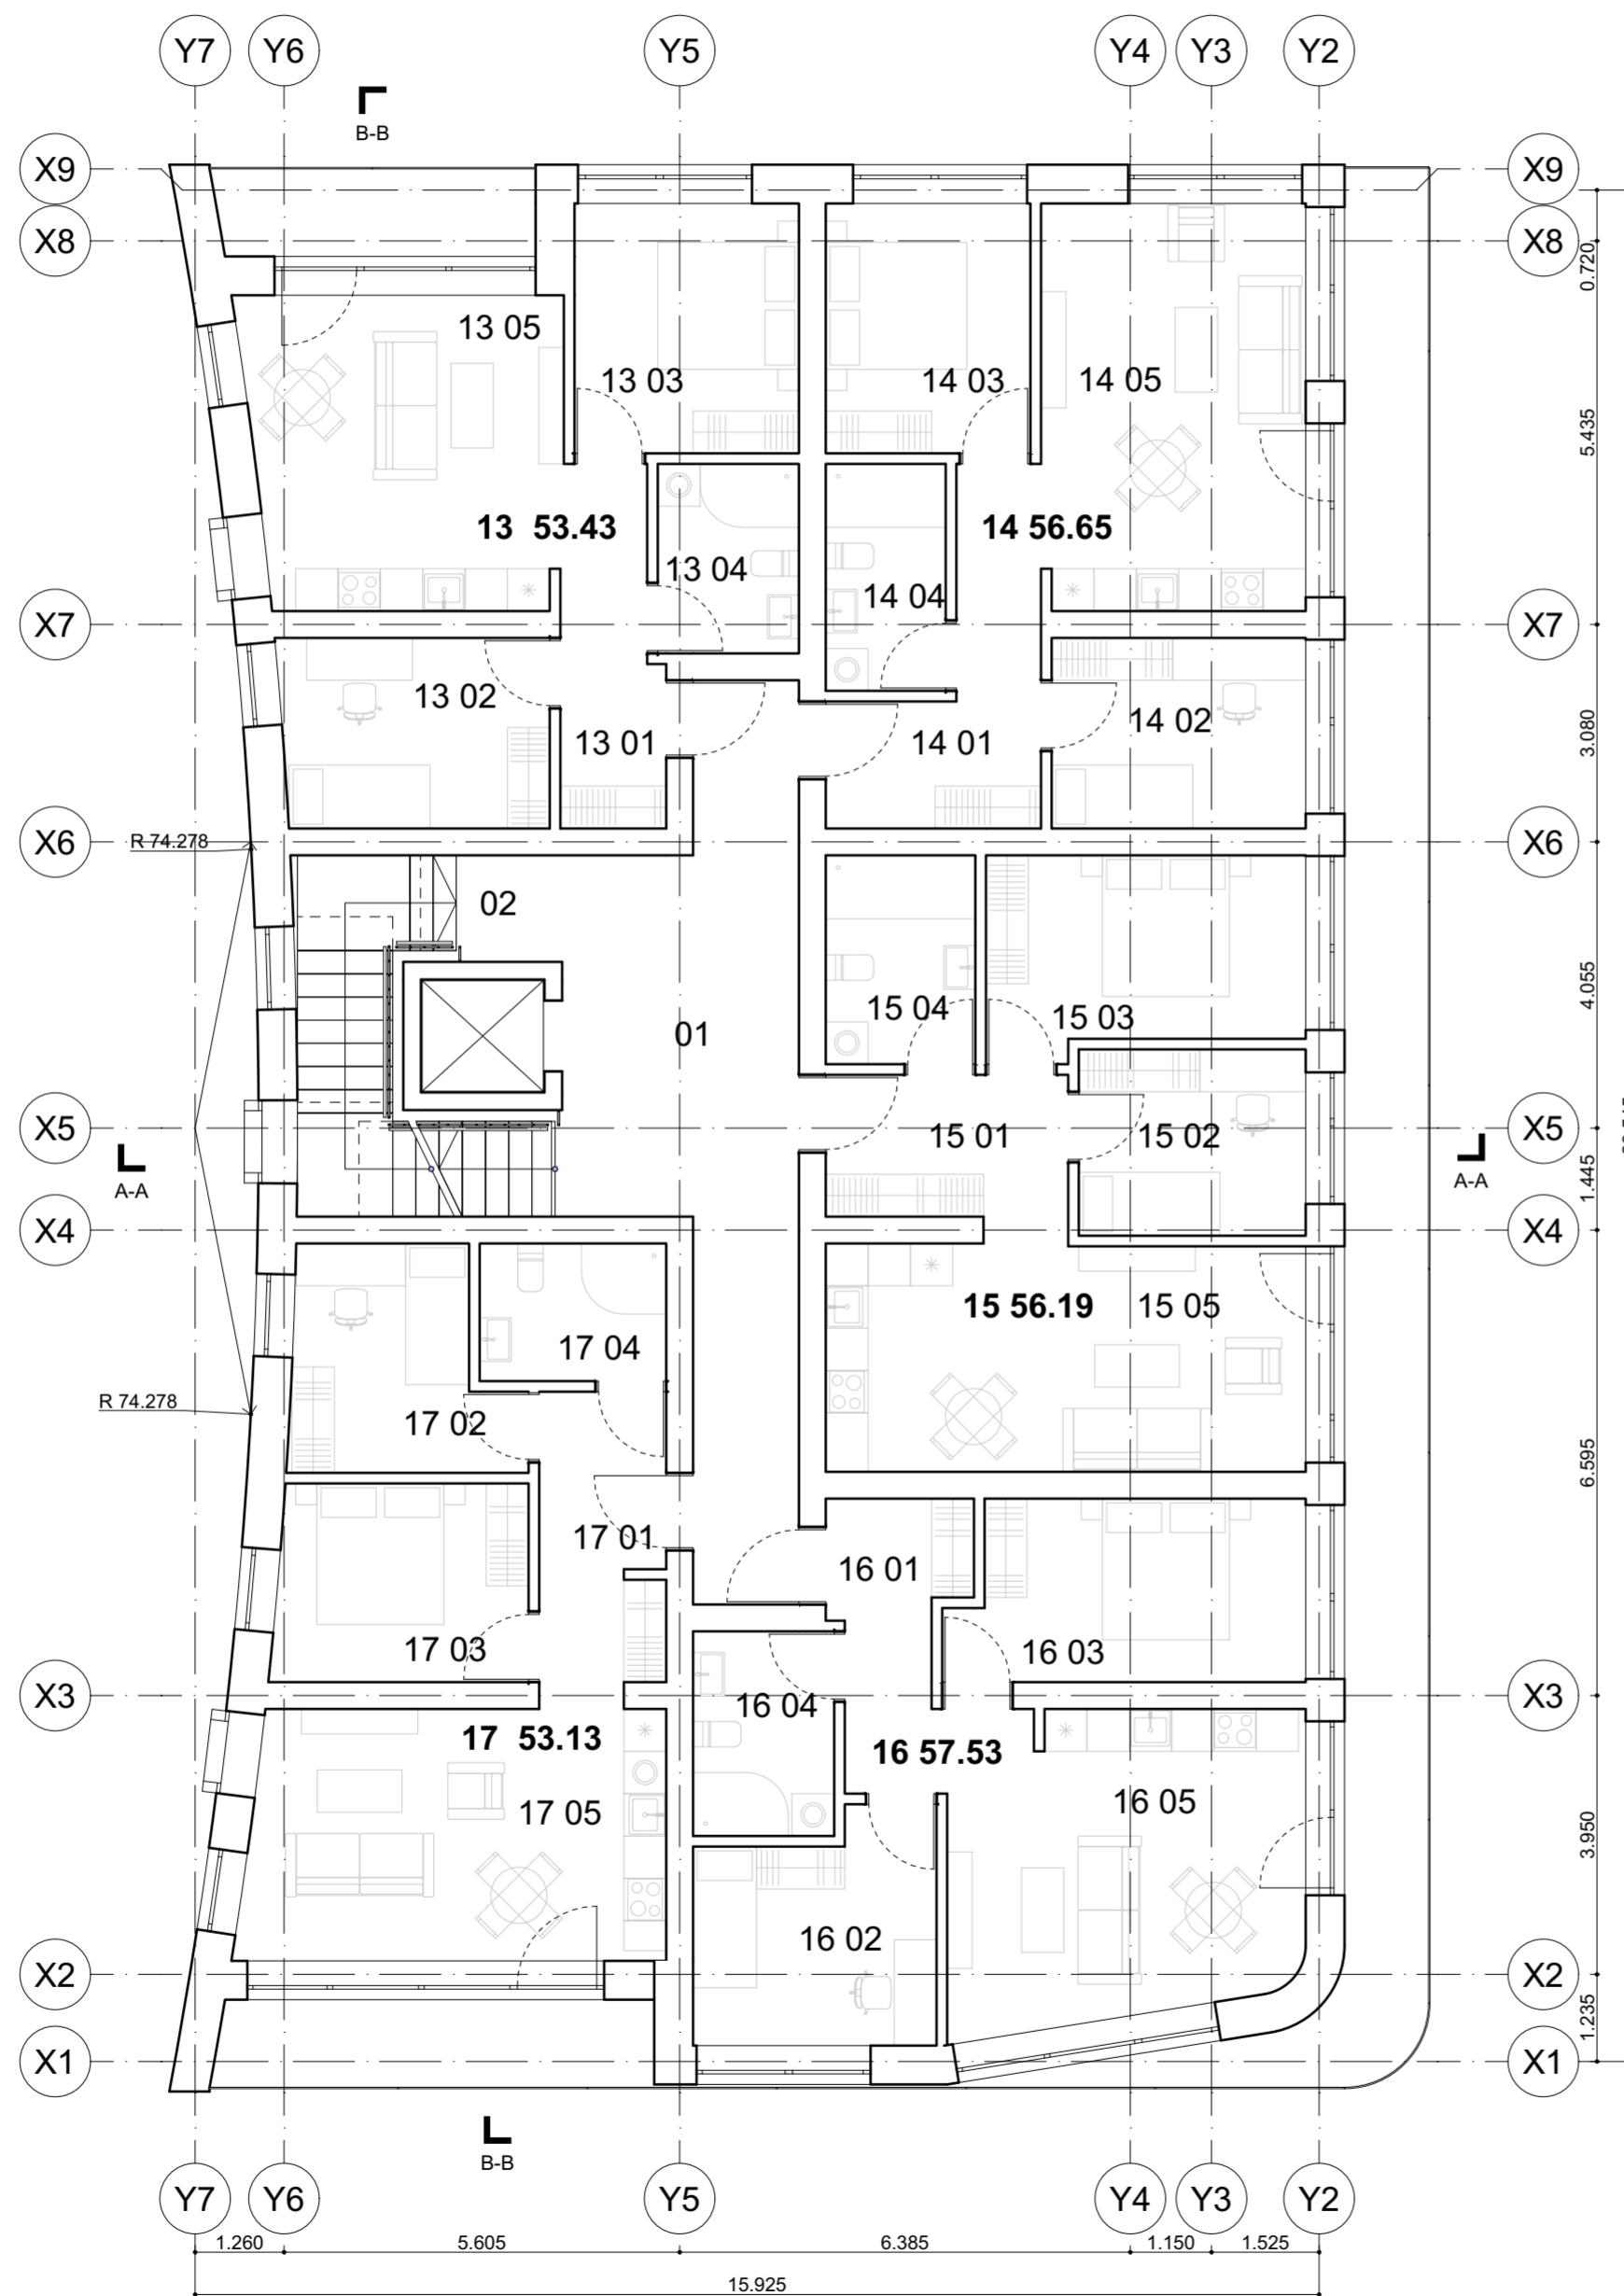 Y7 Y6 Y5 Y4 Y3 Y2
B-B
X9 X9
X8 X8
0.720
13 05
13 03 14 03 14 05
5.435
13 53.43 14 56.65
13 04
14 04
X7 X7
13 02
14 02
13 01 14 01
3.080
X6 R 74.278 X6
02
15 04 15 03
01
4.055
X5 X5
15 01 15 02
A-A A-A
1.445
X4 X4
15 56.19 15 05
17 04
R 74.278
17 02
6.595
17 01
16 01
17 03 16 03
X3 X3
16 04
17 53.13 16 57.53
17 05 16 05
3.950
16 02
X2 X2
1.235
X1 X1
B-B
Y7 Y6 Y5 Y4 Y3 Y2
1.260 5.605 6.385 1.150 1.525
15.925